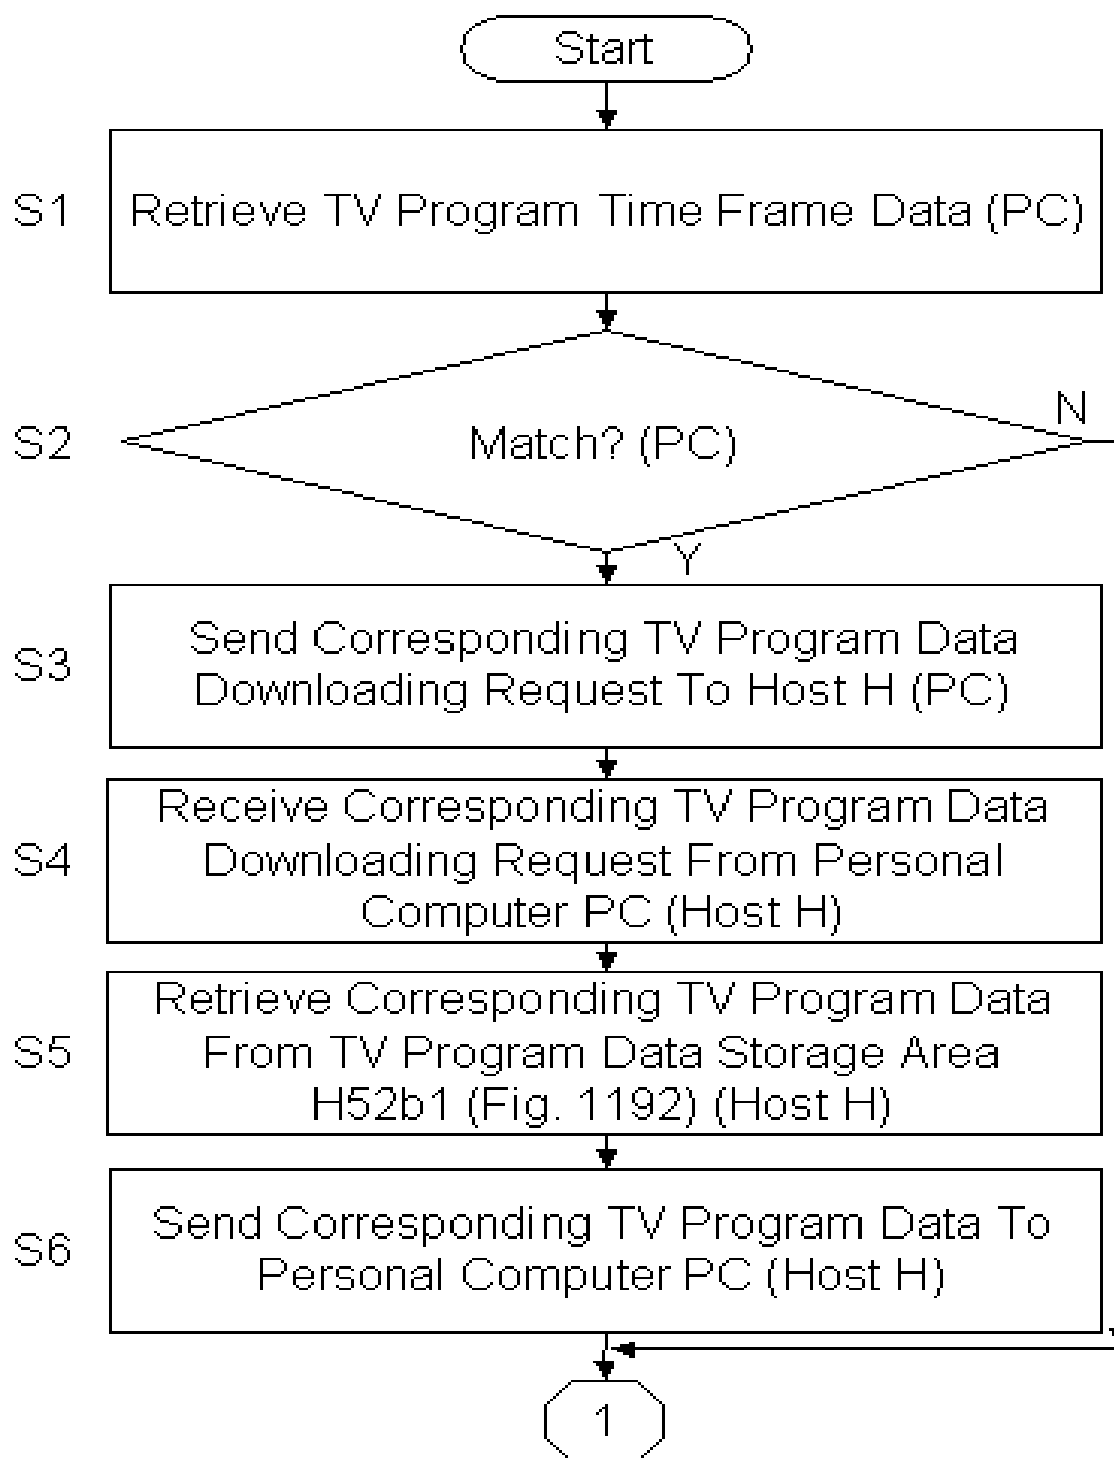 Start
S1
Retrieve TV Program Time Frame Data (PC)
S2
Match? (PC)
N
Y
S3
Send Corresponding TV Program Data
Downloading Request To Host H (PC)
S4
Receive Corresponding TV Program Data
Downloading Request From Personal
Computer PC (Host H)
S5
Retrieve Corresponding TV Program Data
From TV Program Data Storage Area
H52b1 (Fig. 1192) (Host H)
S6
Send Corresponding TV Program Data To
Personal Computer PC (Host H)
1